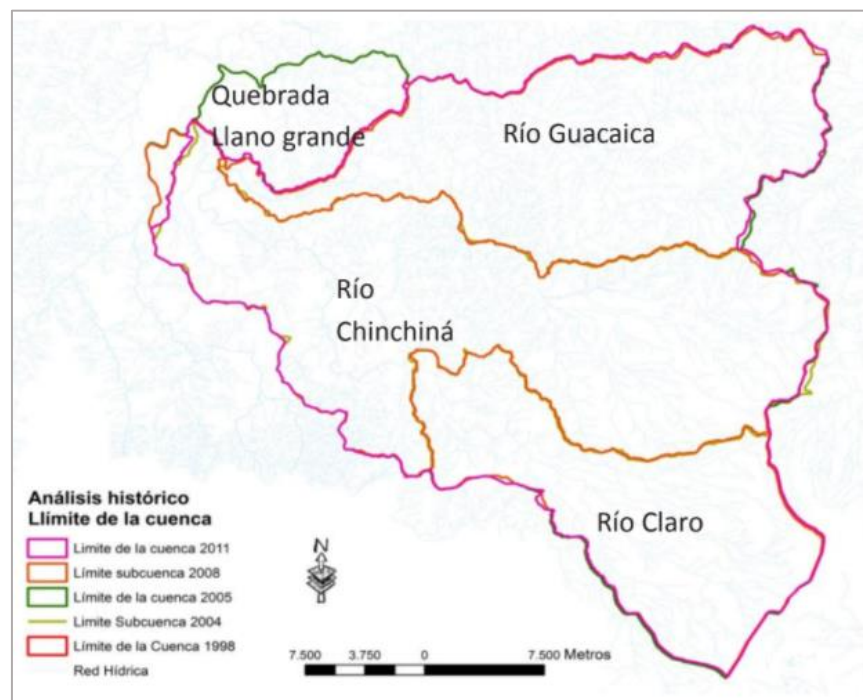 Quebrada
Llano grande
Río Guacaica
Río
Chinchiná
Río Claro
Análisis histórico
Llímite de la cuenca
Limite de la cuenca 2011
Límite subcuenca 2008
Límite de la cuenca 2005
Limite Subcuenca 2004
Límite de la Cuenca 1998
Red Hídrica
N
7.500 3.750 0 7.500 Metros